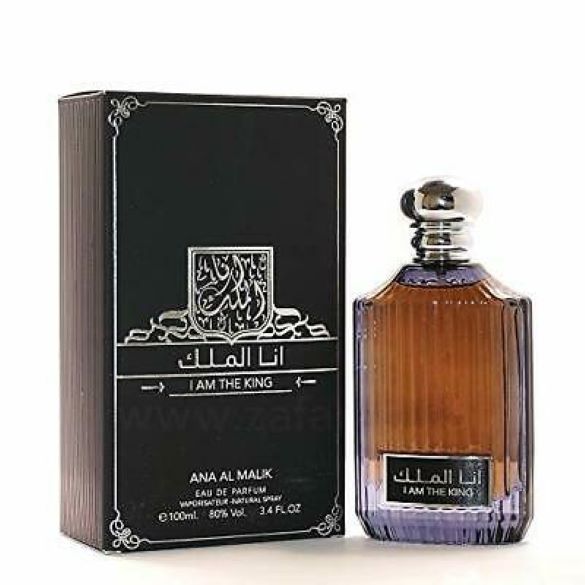 انا الملك
I AM THE KING
ANA AL MALIK
EAU DE PARFUM
VAPORISATEUR-NATURAL SPRAY
℮100ml. 80% Vol. 3.4 FL.OZ
انا الملك
I AM THE KING